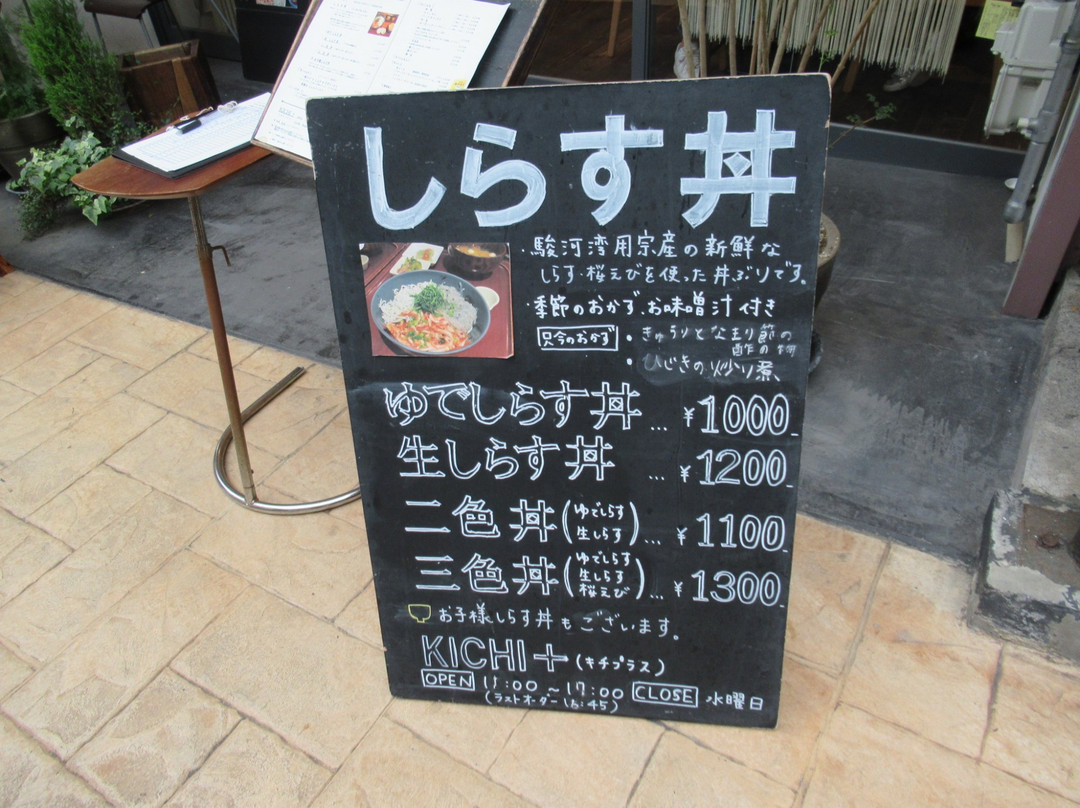 しらす丼
・駿河湾用宗産の新鮮な
しらす・桜えびを使った丼ぶりです。
・季節のおかず、お味噌汁付き
只今のおかず
・きゅうりとなまり節の
酢の物
・ひじきの炒り煮
ゆでしらす丼 … ¥1000
生しらす丼 … ¥1200
二色丼(ゆでしらす 生しらす)… ¥1100
三色丼(ゆでしらす 生しらす 桜えび)… ¥1300
お子様しらす丼もございます。
KICHI+(キチプラス)
OPEN 11:00~17:00 CLOSE 水曜日
(ラストオーダー 16:45)